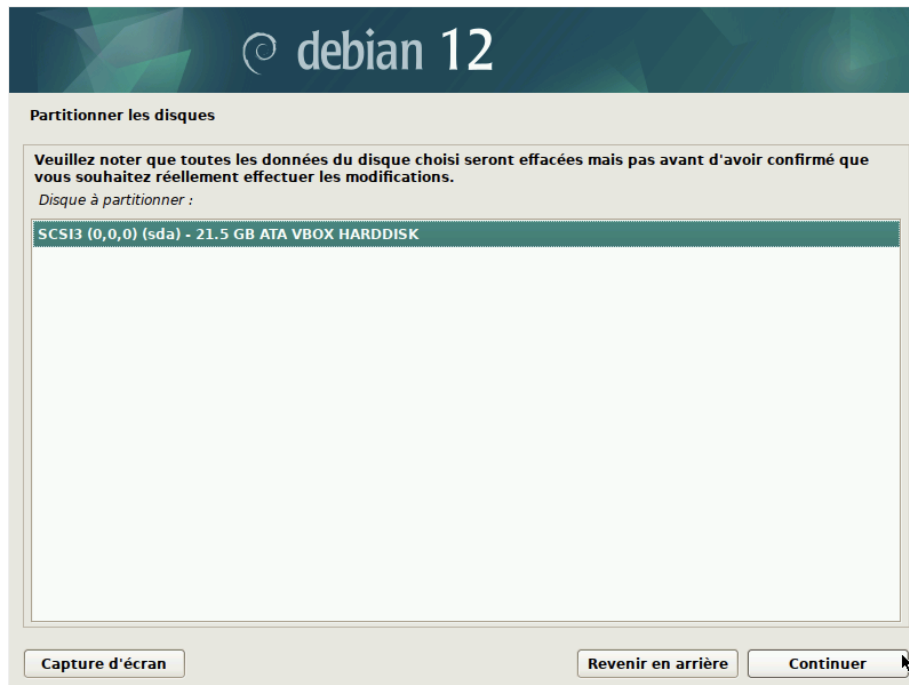 debian 12
Partitionner les disques
Veuillez noter que toutes les données du disque choisi seront effacées mais pas avant d'avoir confirmé que
vous souhaitez réellement effectuer les modifications.
Disque à partitionner :
SCSI3 (0,0,0) (sda) - 21.5 GB ATA VBOX HARDDISK
Capture d'écran
Revenir en arrière
Continuer